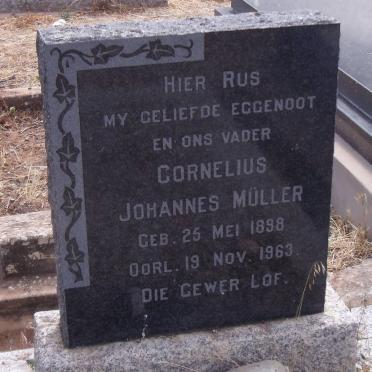 Hier Rus
my geliefde eggenoot
en ons vader
Cornelius
Johannes Müller
Geb. 25 Mei 1898
Oorl. 19 Nov. 1963.
Die Gewer Lof.